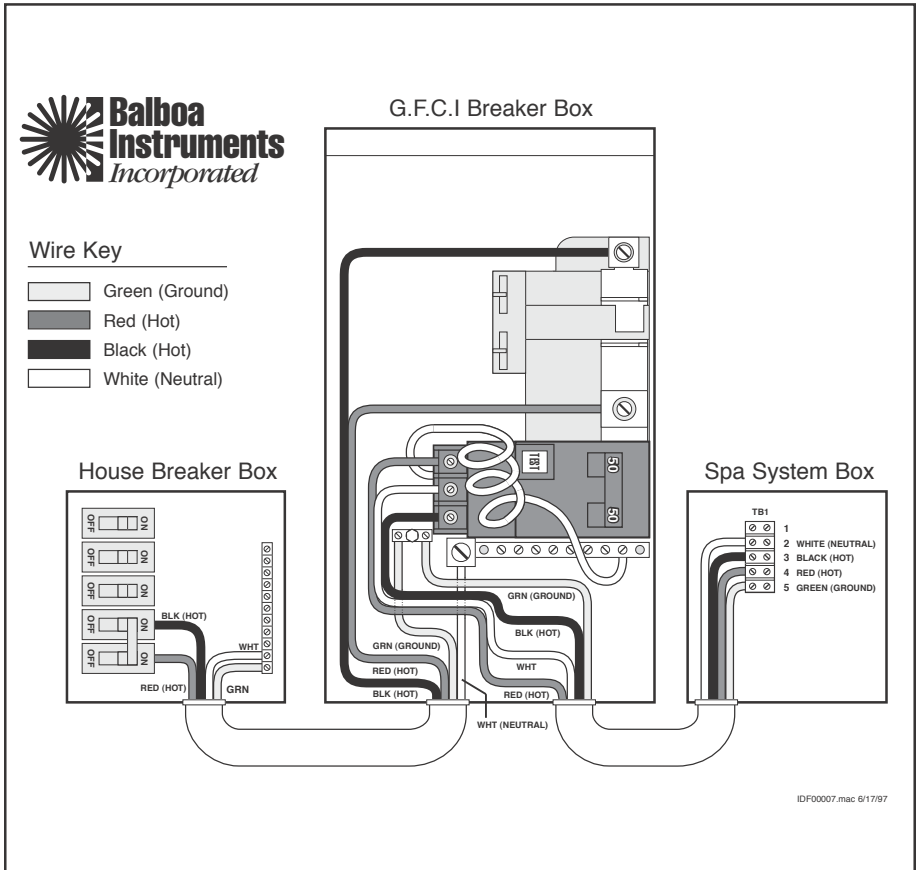 Balboa
Instruments
Incorporated
G.F.C.I Breaker Box
Wire Key
Green (Ground)
Red (Hot)
Black (Hot)
White (Neutral)
House Breaker Box
OFF ON
OFF ON
OFF ON
OFF ON
OFF ON
BLK (HOT)
WHT
RED (HOT)
GRN
TEST
50
50
GRN (GROUND)
BLK (HOT)
GRN (GROUND)
WHT
RED (HOT)
BLK (HOT)
RED (HOT)
WHT (NEUTRAL)
Spa System Box
TB1
1
2 WHITE (NEUTRAL)
3 BLACK (HOT)
4 RED (HOT)
5 GREEN (GROUND)
IDF00007.mac 6/17/97